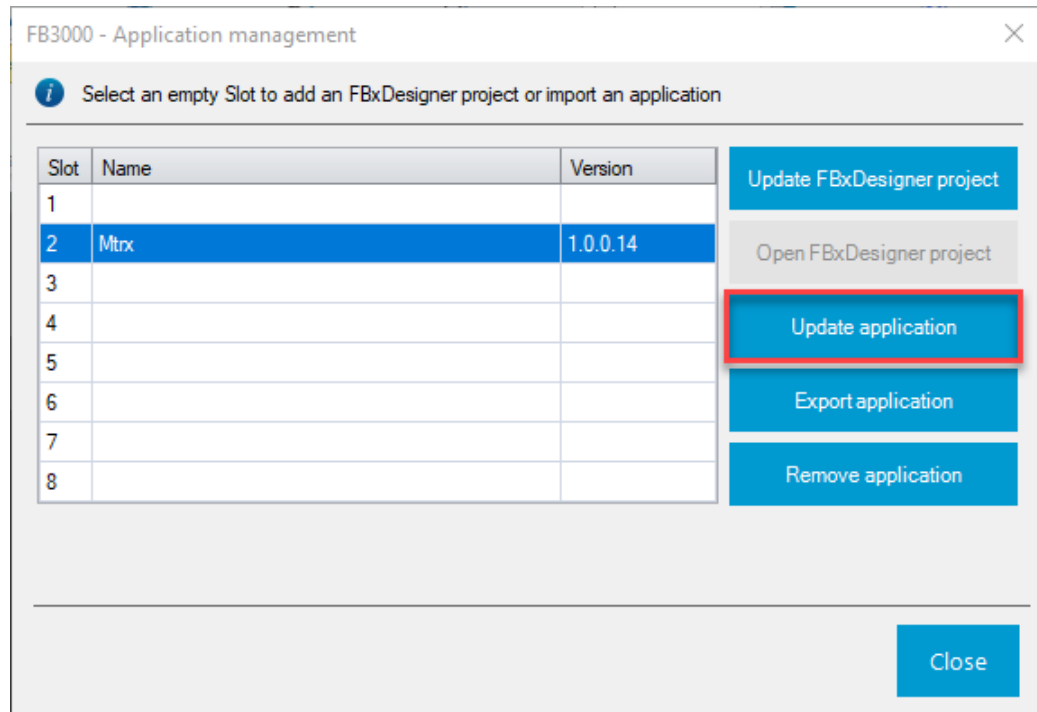 FB3000 - Application management
Select an empty Slot to add an FBxDesigner project or import an application
Slot Name Version
1
2 Mtrx 1.0.0.14
3
4
5
6
7
8
Update FBxDesigner project
Open FBxDesigner project
Update application
Export application
Remove application
Close